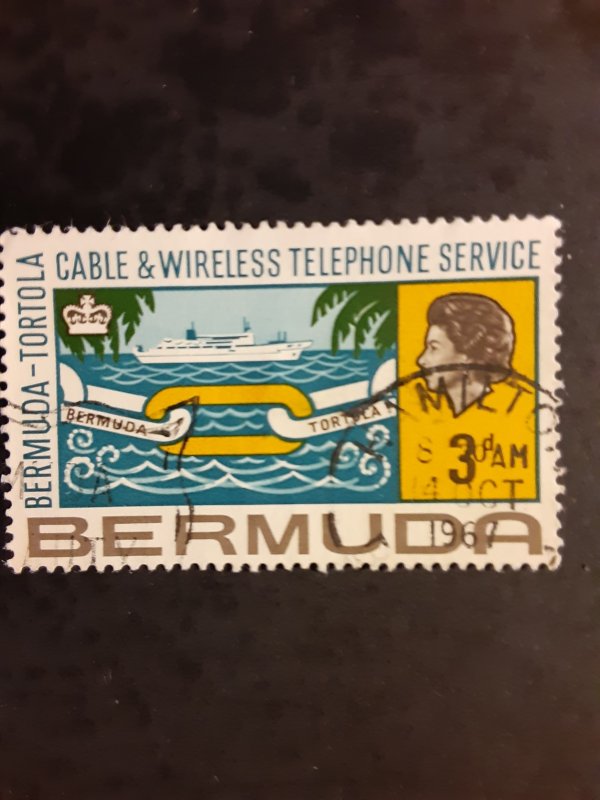 CABLE & WIRELESS TELEPHONE SERVICE
BERMUDA-TORTOLA
BERMUDA
TORTOLA
3d
AM
OCT
1967
BERMUDA